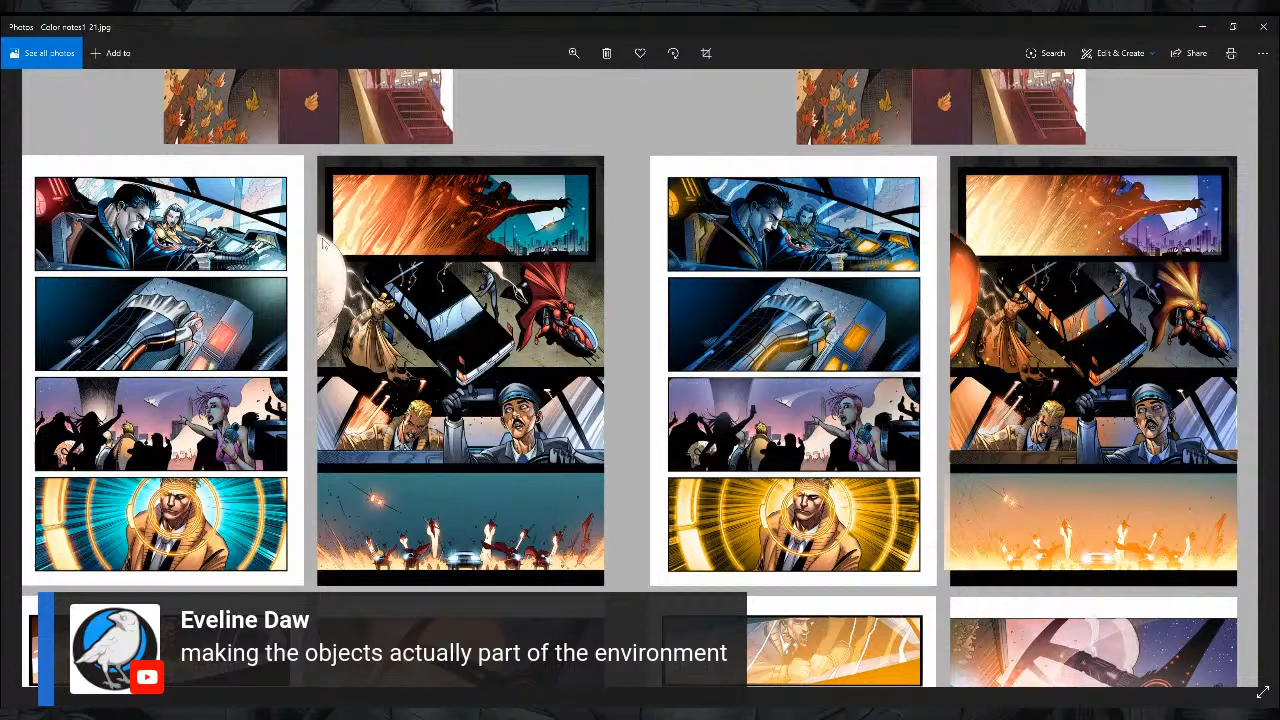 Photos - Color notes1-21.jpg
See all photos
Add to
Search
Edit & Create
Share
Eveline Daw
making the objects actually part of the environment